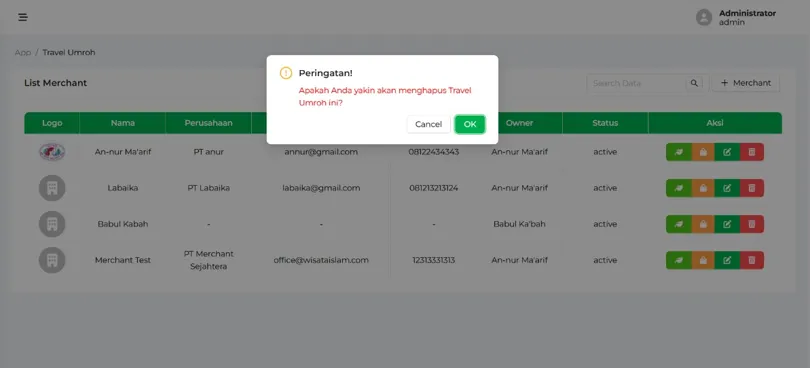 Administrator
admin
App / Travel Umroh
List Merchant
Search Data
+ Merchant
Peringatan!
Apakah Anda yakin akan menghapus Travel
Umroh ini?
Cancel
OK
Logo Nama Perusahaan Owner Status Aksi
An-nur Ma'arif PT anur annur@gmail.com 08122434343 An-nur Ma'arif active
Labaika PT Labaika labaika@gmail.com 081213213124 An-nur Ma'arif active
Babul Kabah - - - Babul Ka'bah active
Merchant Test PT Merchant
Sejahtera office@wisataislam.com 12313331313 An-nur Ma'arif active